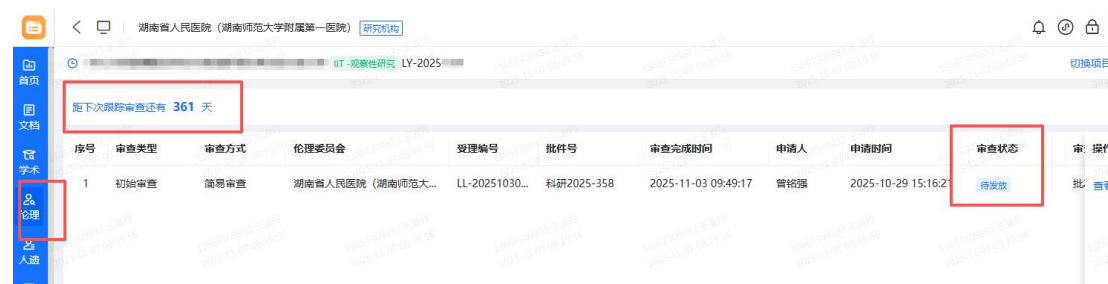 湖南省人民医院（湖南师范大学附属第一医院） 研究机构
IIT -观察性研究 LY-2025
切换项目
首页
距下次跟踪审查还有 361 天
文档
序号 审查类型 审查方式 伦理委员会 受理编号 批件号 审查完成时间 申请人 申请时间 审查状态 操作
学术
1 初始审查 简易审查 湖南省人民医院（湖南师范大... LL-20251030... 科研2025-358 2025-11-03 09:49:17 曾铭强 2025-10-29 15:16:21 待发放
伦理
人遗